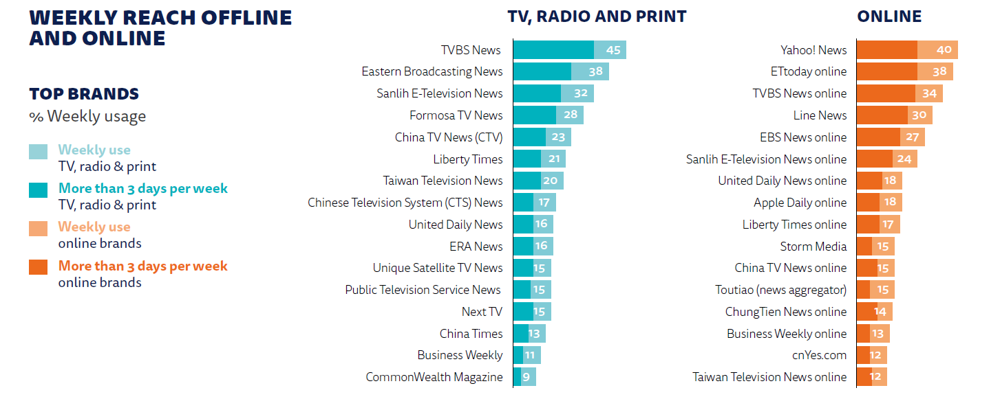 WEEKLY REACH OFFLINE
AND ONLINE
TOP BRANDS
% Weekly usage
Weekly use
TV, radio & print
More than 3 days per week
TV, radio & print
Weekly use
online brands
More than 3 days per week
online brands
TV, RADIO AND PRINT
TVBS News 45
Eastern Broadcasting News 38
Sanlih E-Television News 32
Formosa TV News 28
China TV News (CTV) 23
Liberty Times 21
Taiwan Television News 20
Chinese Television System (CTS) News 17
United Daily News 16
ERA News 16
Unique Satellite TV News 15
Public Television Service News 15
Next TV 15
China Times 13
Business Weekly 11
CommonWealth Magazine 9
ONLINE
Yahoo! News 40
ETtoday online 38
TVBS News online 34
Line News 30
EBS News online 27
Sanlih E-Television News online 24
United Daily News online 18
Apple Daily online 18
Liberty Times online 17
Storm Media 15
China TV News online 15
Toutiao (news aggregator) 15
ChungTien News online 14
Business Weekly online 13
cnYes.com 12
Taiwan Television News online 12